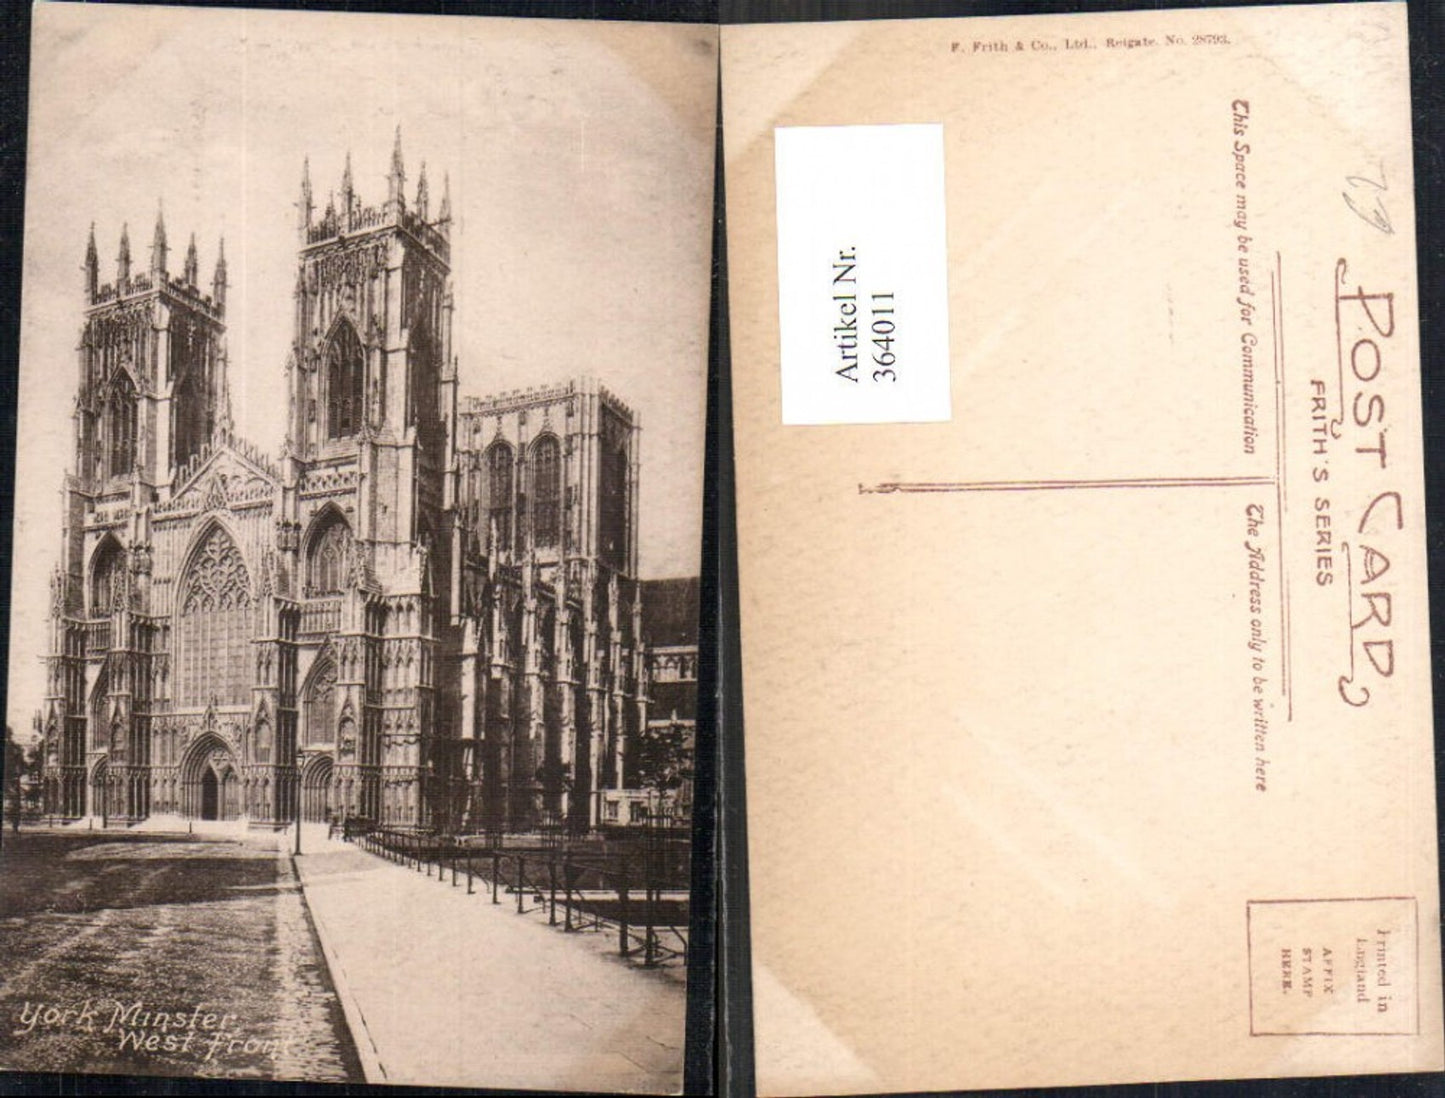 York Minster.
West Front
F. Frith & Co., Ltd., Reigate. No. 28793.
Artikel Nr.
364011
POST CARD
FRITH'S SERIES
This Space may be used for Communication
The Address only to be written here
Printed in
England
AFFIX
STAMP
HERE.